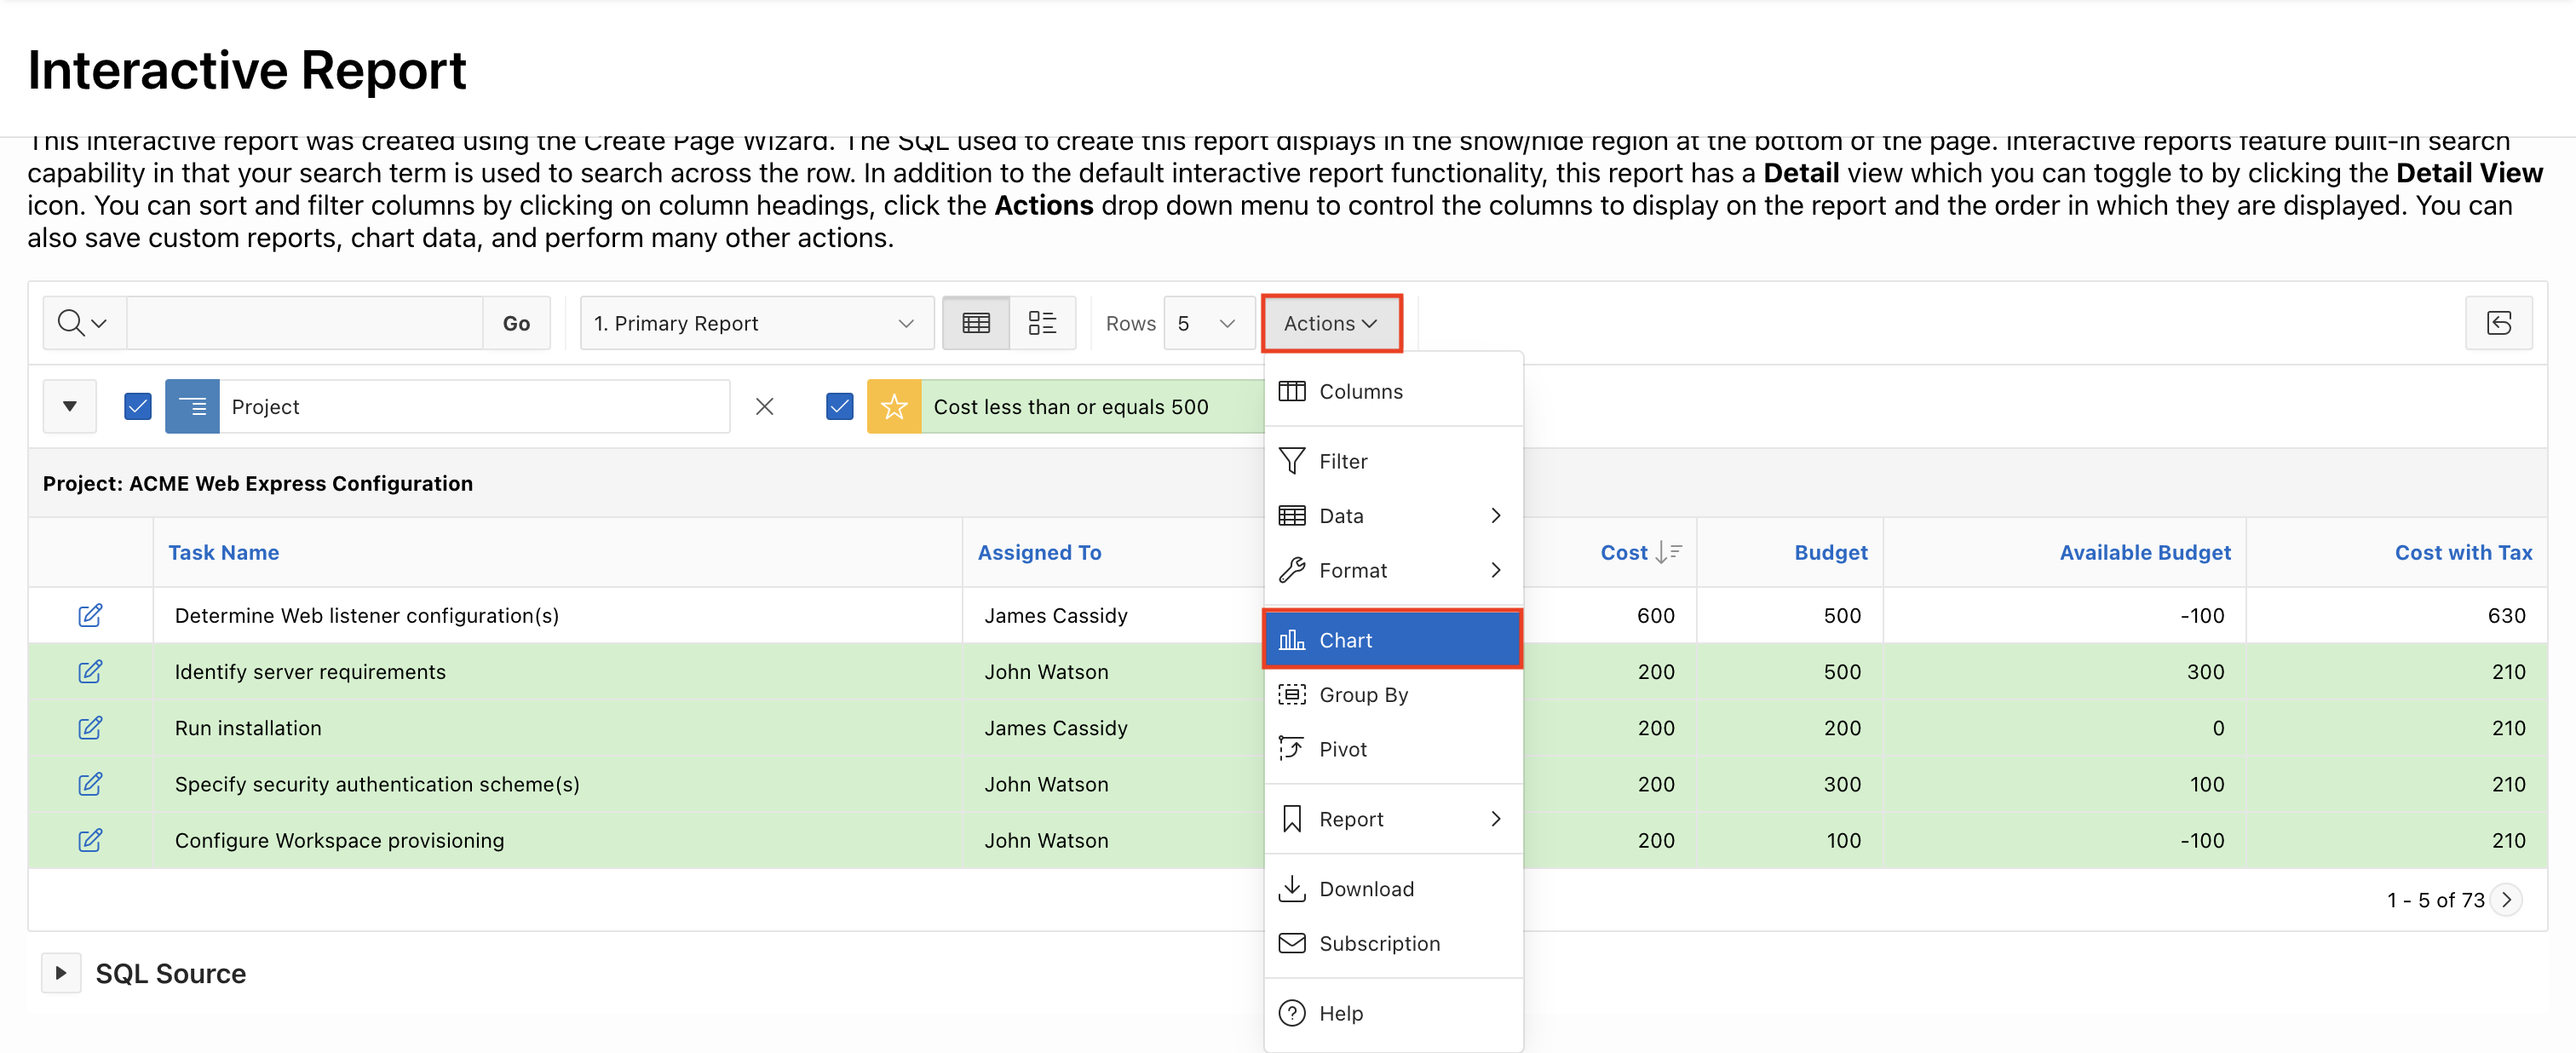 Interactive Report
This interactive report was created using the Create Page Wizard. The SQL used to create this report displays in the show/hide region at the bottom of the page. Interactive reports feature built-in search
capability in that your search term is used to search across the row. In addition to the default interactive report functionality, this report has a Detail view which you can toggle to by clicking the Detail View
icon. You can sort and filter columns by clicking on column headings, click the Actions drop down menu to control the columns to display on the report and the order in which they are displayed. You can
also save custom reports, chart data, and perform many other actions.
Go 1. Primary Report Rows 5 Actions
Project Cost less than or equals 500
Project: ACME Web Express Configuration
Task Name Assigned To Cost Budget Available Budget Cost with Tax
Determine Web listener configuration(s) James Cassidy 600 500 -100 630
Identify server requirements John Watson 200 500 300 210
Run installation James Cassidy 200 200 0 210
Specify security authentication scheme(s) John Watson 200 300 100 210
Configure Workspace provisioning John Watson 200 100 -100 210
1 - 5 of 73
SQL Source
Columns
Filter
Data
Format
Chart
Group By
Pivot
Report
Download
Subscription
Help